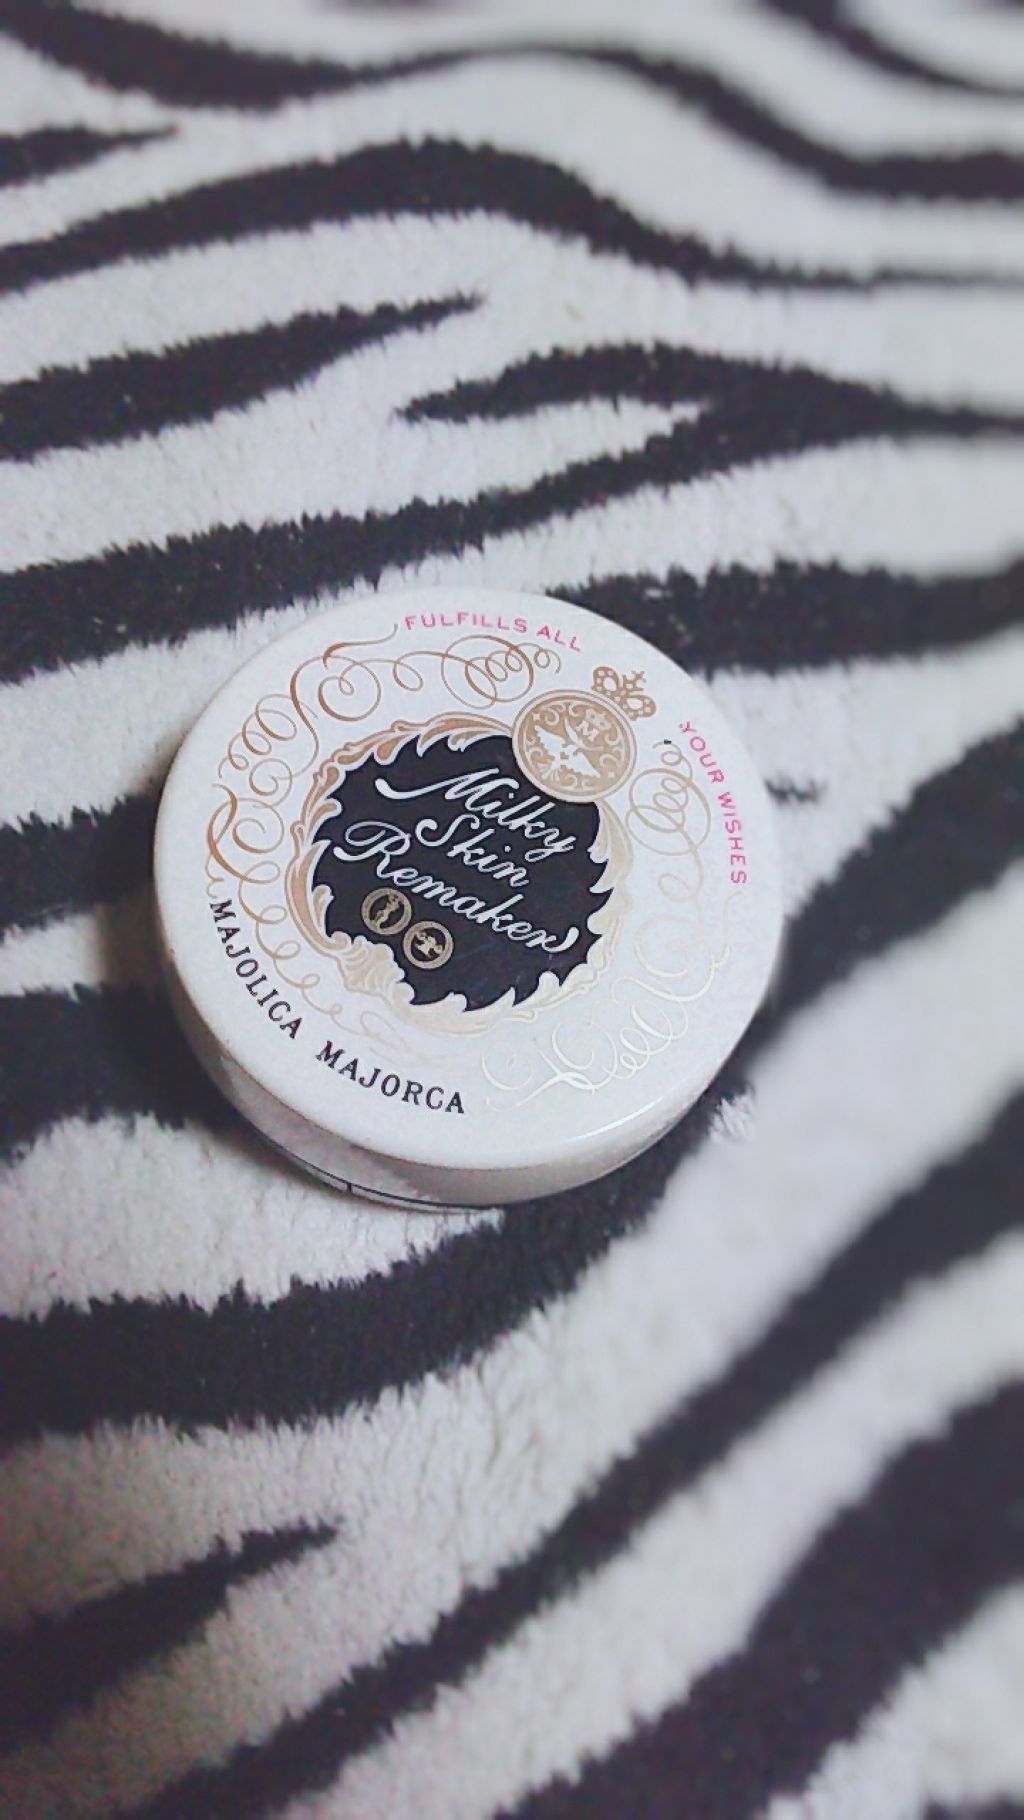 FULFILLS ALL
YOUR WISHES
M
Milky
Skin
Remaker
MAJOLICA MAJORCA